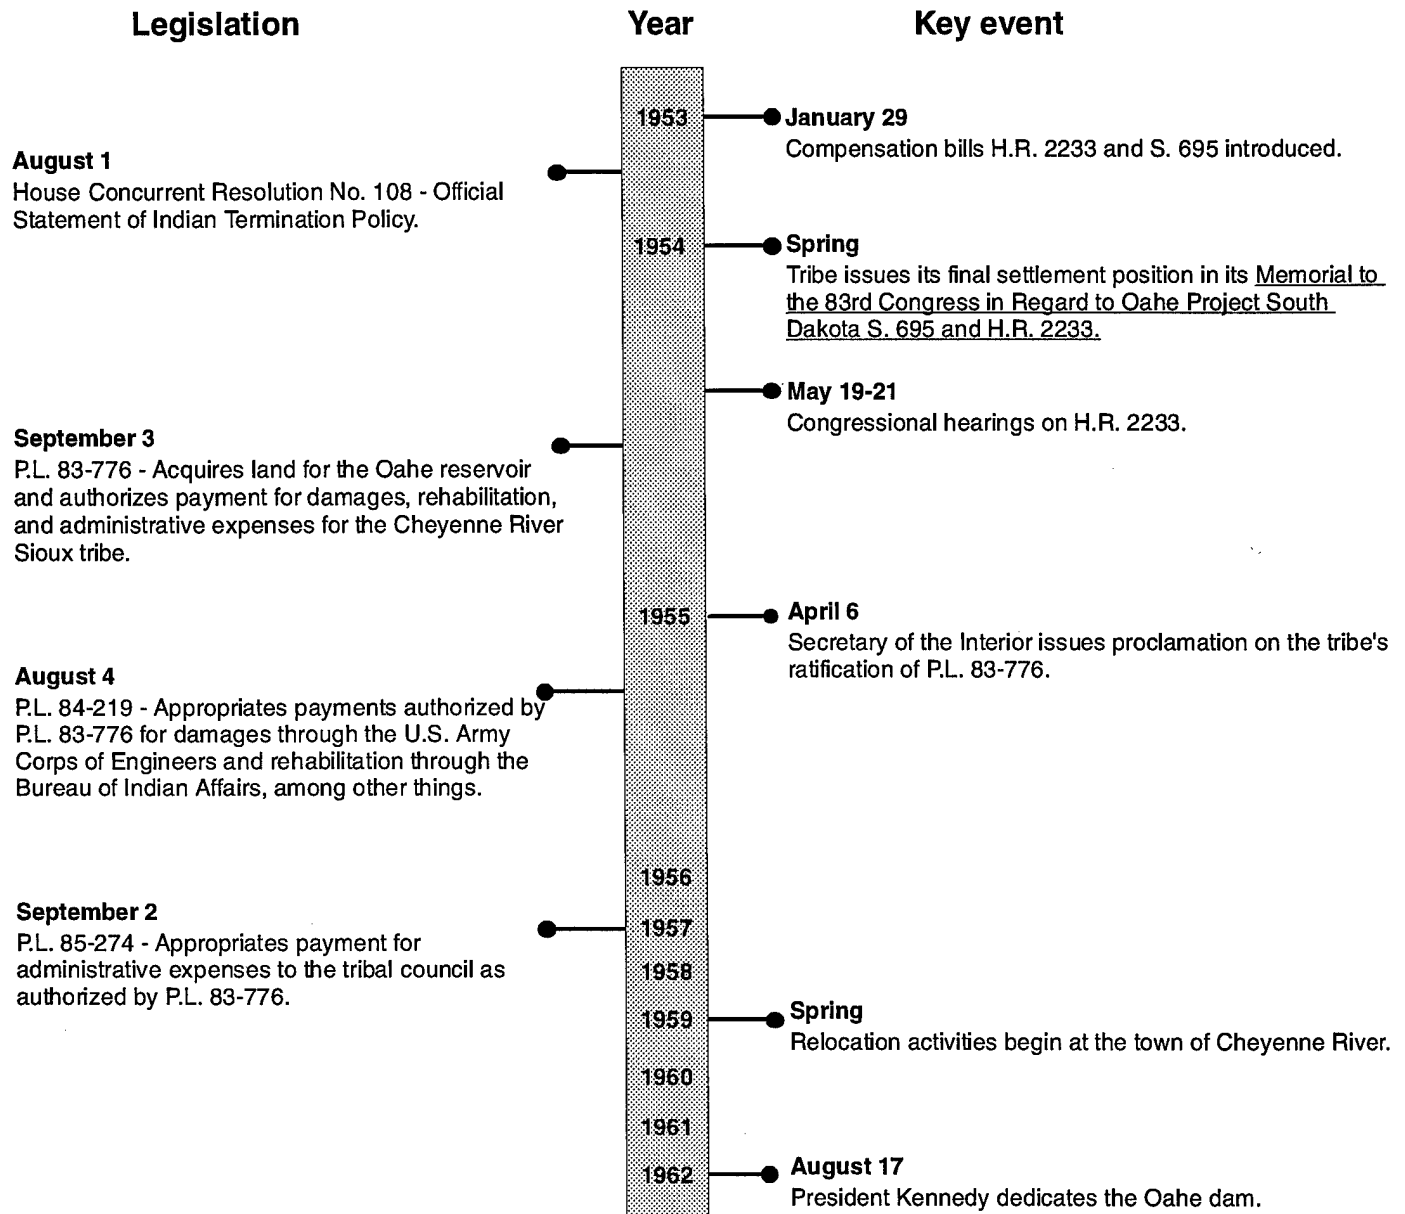 Legislation Year Key event
1953
January 29
Compensation bills H.R. 2233 and S. 695 introduced.
August 1
House Concurrent Resolution No. 108 - Official
Statement of Indian Termination Policy.
1954
Spring
Tribe issues its final settlement position in its Memorial to
the 83rd Congress in Regard to Oahe Project South
Dakota S. 695 and H.R. 2233.
May 19-21
Congressional hearings on H.R. 2233.
September 3
P.L. 83-776 - Acquires land for the Oahe reservoir
and authorizes payment for damages, rehabilitation,
and administrative expenses for the Cheyenne River
Sioux tribe.
1955
April 6
Secretary of the Interior issues proclamation on the tribe's
ratification of P.L. 83-776.
August 4
P.L. 84-219 - Appropriates payments authorized by
P.L. 83-776 for damages through the U.S. Army
Corps of Engineers and rehabilitation through the
Bureau of Indian Affairs, among other things.
1956
September 2
P.L. 85-274 - Appropriates payment for
administrative expenses to the tribal council as
authorized by P.L. 83-776.
1957
1958
1959
Spring
Relocation activities begin at the town of Cheyenne River.
1960
1961
1962
August 17
President Kennedy dedicates the Oahe dam.